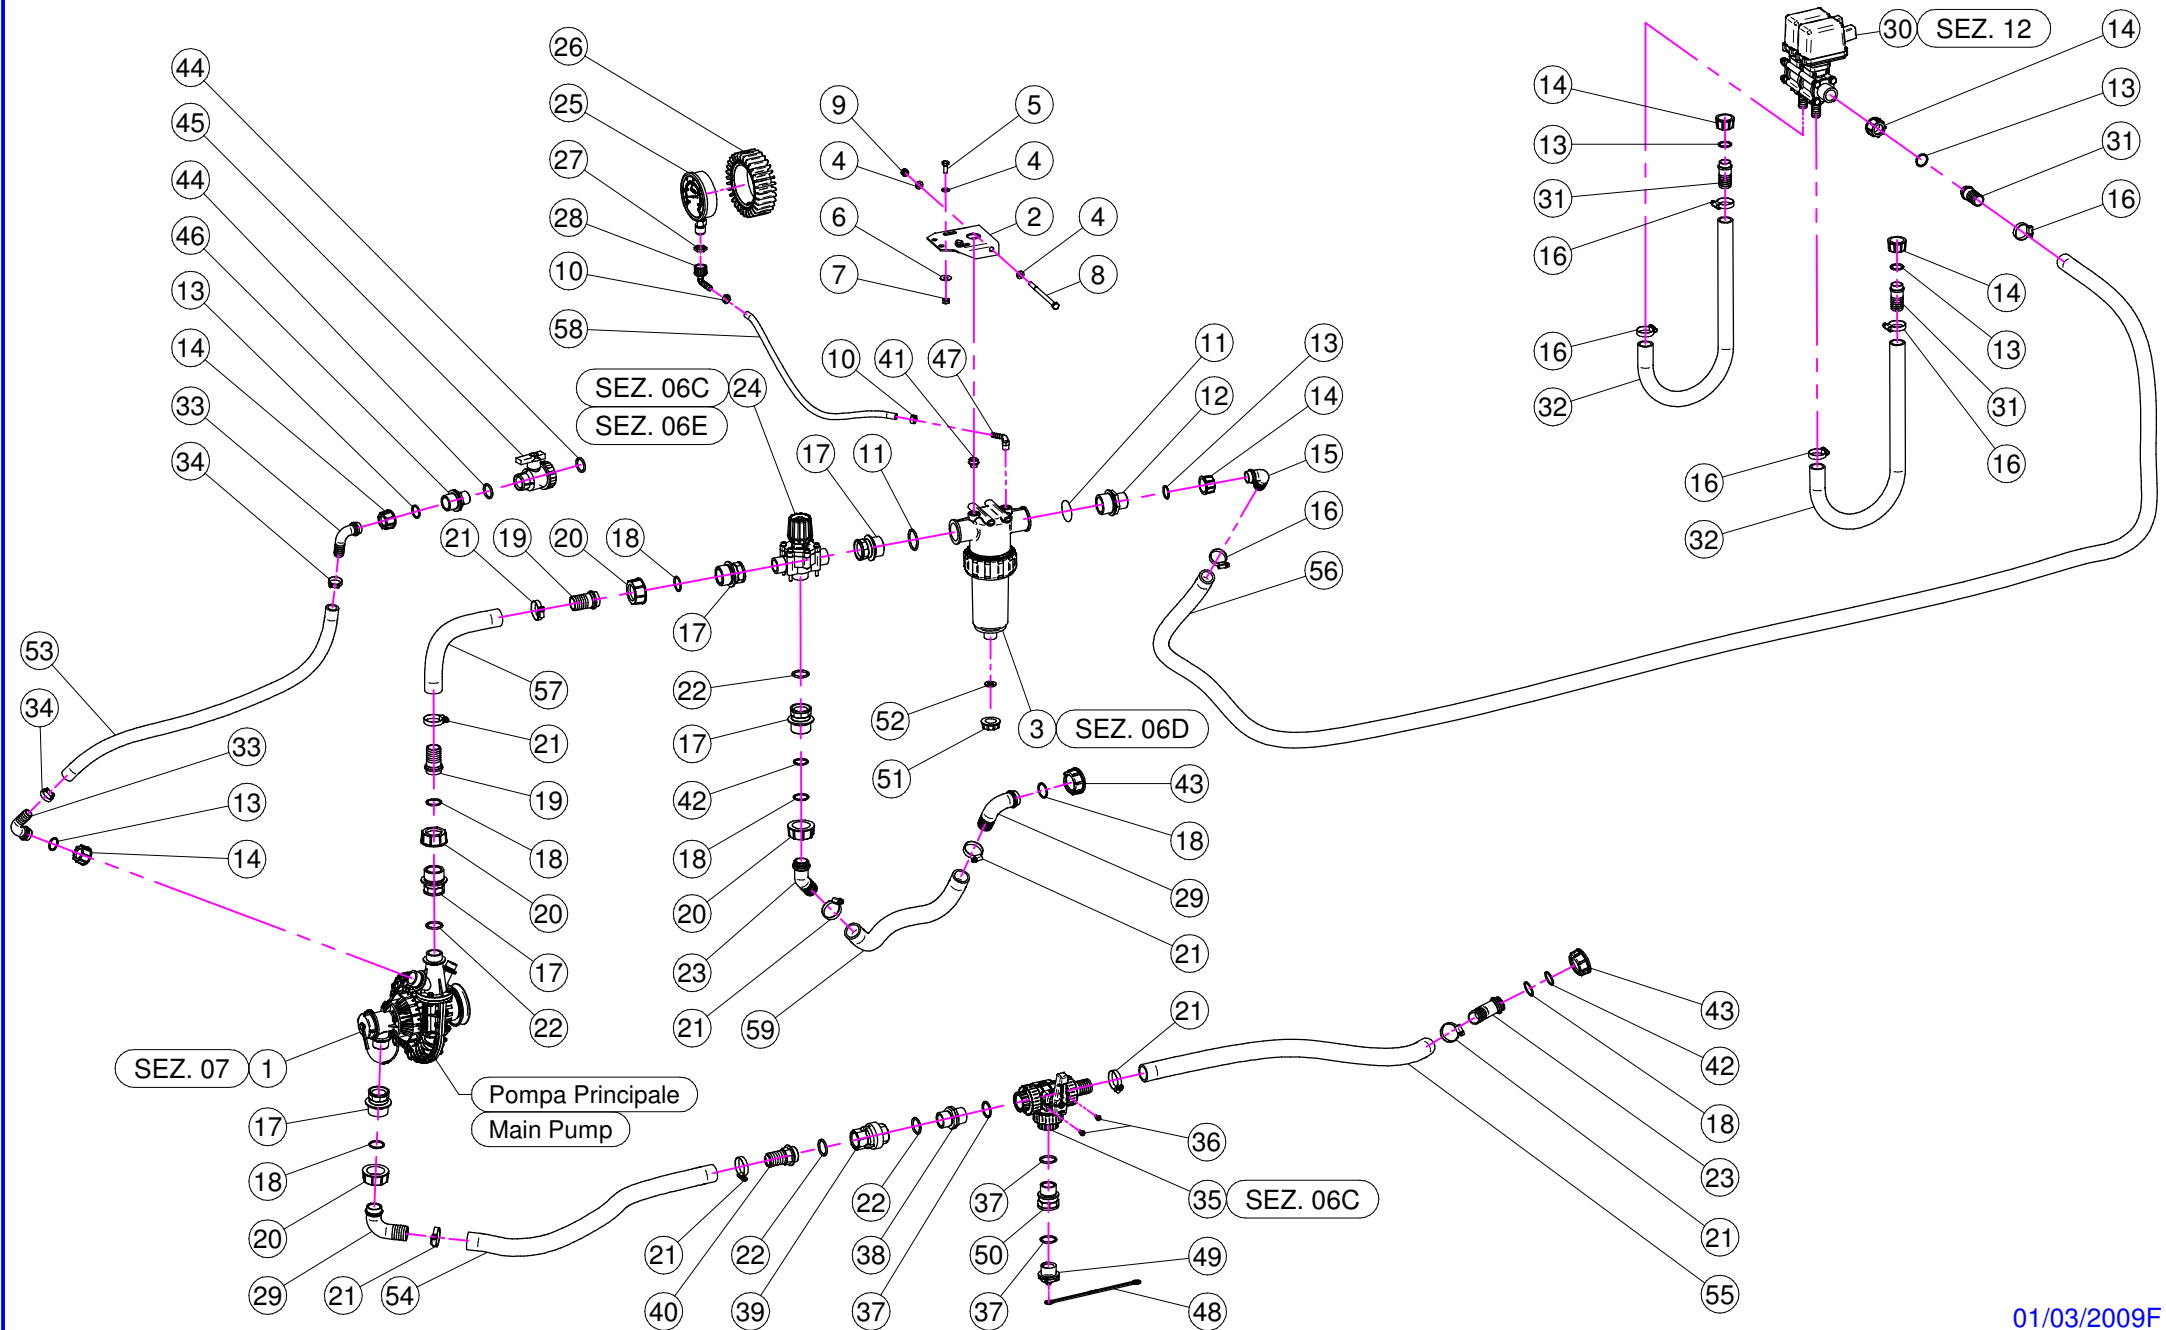 26 9 5 30 SEZ. 12 14
44 25 4 4 14 13
45 27 6 2 4 13 31
44 28 7 8 31 16
46 10 16 14
13 58 10 41 47 11 13 16 13
14 SEZ. 06C 24 12 14 32 31
33 SEZ. 06E 17 11 15 16 16
34 21 19 20 18 16 32
17 56
53 57 22 52 3 SEZ. 06D
34 33 21 17 51
13 19 42 43
14 18 18 18
20 20 29
17 23 21
22 21 59 21 43
SEZ. 07 1 42
Pompa Principale
Main Pump
17 36 18
18 22 37 35 SEZ. 06C 23
20 21 22 38 50 49 21
29 21 54 40 39 37 37 48 55
01/03/2009F